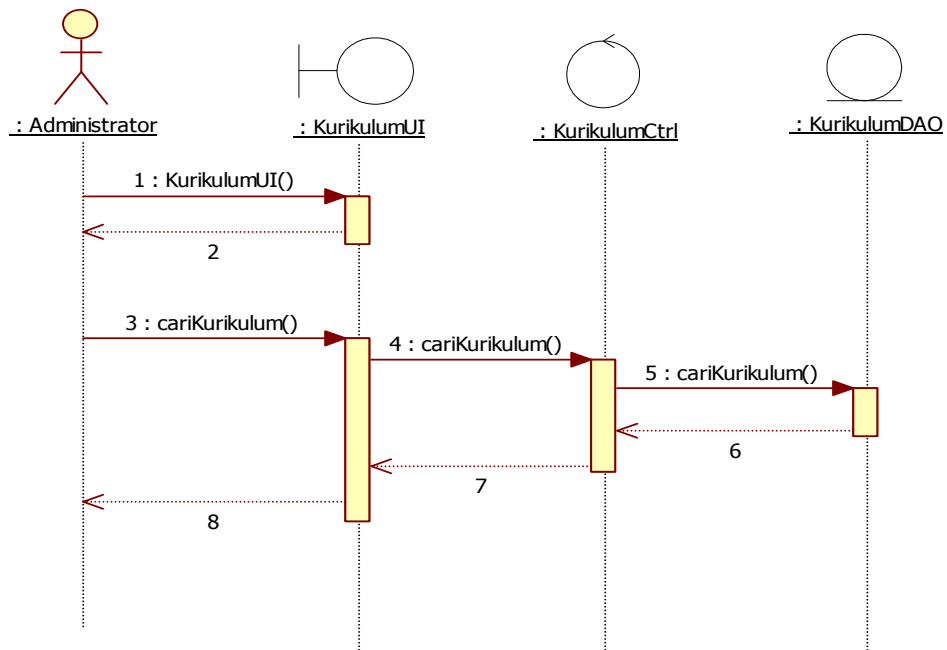 : Administrator
: KurikulumUI
: KurikulumCtrl
: KurikulumDAO
1 : KurikulumUI()
2
3 : cariKurikulum()
4 : cariKurikulum()
5 : cariKurikulum()
6
7
8